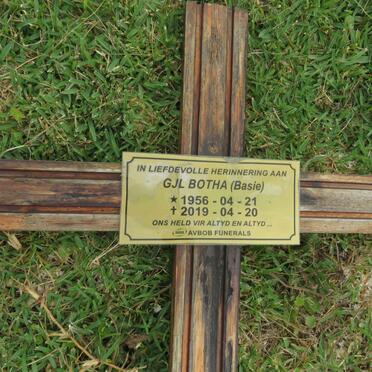 IN LIEFDEVOLLE HERINNERING AAN
GJL BOTHA (Basie)
★ 1956 - 04 - 21
✝ 2019 - 04 - 20
ONS HELD VIR ALTYD EN ALTYD ...
AVBOB FUNERALS